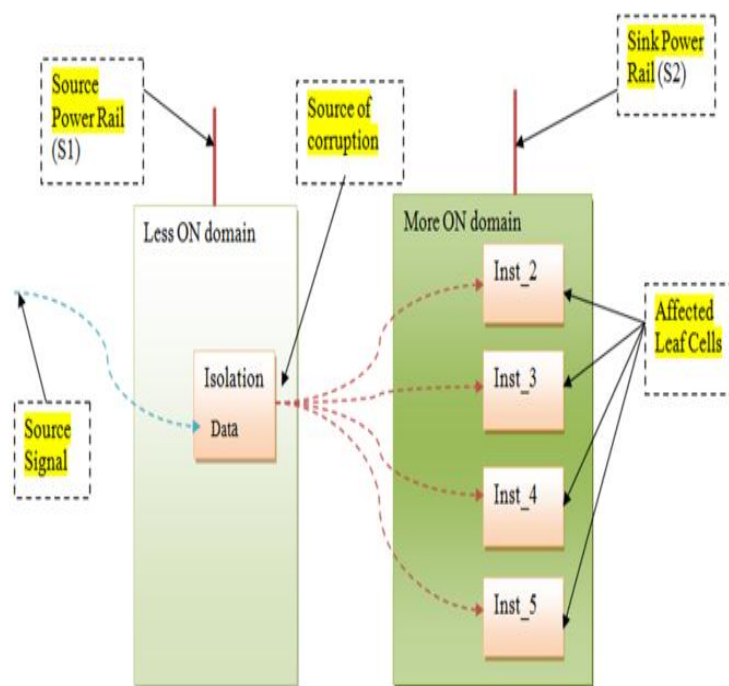 Source
Power Rail
(S1)
Source of
corruption
Sink Power
Rail (S2)
Less ON domain
More ON domain
Inst_2
Inst_3
Inst_4
Inst_5
Isolation
Data
Affected
Leaf Cells
Source
Signal